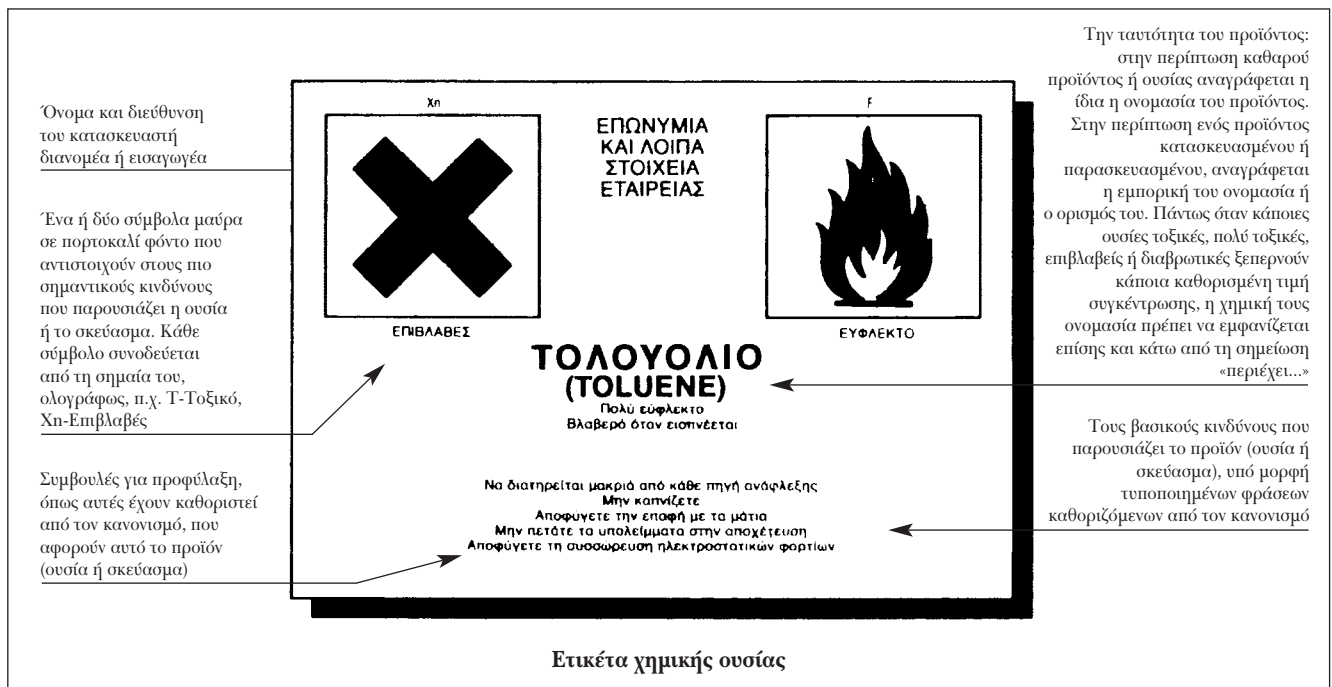 Όνομα και διεύθυνση
του κατασκευαστή
διανομέα ή εισαγωγέα
Ένα ή δύο σύμβολα μαύρα
σε πορτοκαλί φόντο που
αντιστοιχούν στους πιο
σημαντικούς κινδύνους
που παρουσιάζει η ουσία
ή το σκεύασμα. Κάθε
σύμβολο συνοδεύεται
από τη σημαία του,
ολογράφως, π.χ. Τ-Τοξικό,
Xn-Επιβλαβές
Συμβουλές για προφύλαξη,
όπως αυτές έχουν καθοριστεί
από τον κανονισμό, που
αφορούν αυτό το προϊόν
(ουσία ή σκεύασμα)
Xn
ΕΠΙΒΛΑΒΕΣ
ΕΠΩΝΥΜΙΑ
ΚΑΙ ΛΟΙΠΑ
ΣΤΟΙΧΕΙΑ
ΕΤΑΙΡΕΙΑΣ
F
ΕΥΦΛΕΚΤΟ
ΤΟΛΟΥΟΛΙΟ
(TOLUENE)
Πολύ εύφλεκτο
Βλαβερό όταν εισπνέεται
Να διατηρείται μακριά από κάθε πηγή ανάφλεξης
Μην καπνίζετε
Αποφύγετε την επαφή με τα μάτια
Μην πετάτε τα υπολείμματα στην αποχέτευση
Αποφύγετε τη συσσώρευση ηλεκτροστατικών φορτίων
Την ταυτότητα του προϊόντος:
στην περίπτωση καθαρού
προϊόντος ή ουσίας αναγράφεται η
ίδια η ονομασία του προϊόντος.
Στην περίπτωση ενός προϊόντος
κατασκευασμένου ή
παρασκευασμένου, αναγράφεται
η εμπορική του ονομασία ή
ο ορισμός του. Πάντως όταν κάποιες
ουσίες τοξικές, πολύ τοξικές,
επιβλαβείς ή διαβρωτικές ξεπερνούν
κάποια καθορισμένη τιμή
συγκέντρωσης, η χημική τους
ονομασία πρέπει να εμφανίζεται
επίσης και κάτω από τη σημείωση
«περιέχει...»
Τους βασικούς κινδύνους που
παρουσιάζει το προϊόν (ουσία ή
σκεύασμα), υπό μορφή
τυποποιημένων φράσεων
καθοριζόμενων από τον κανονισμό
Ετικέτα χημικής ουσίας